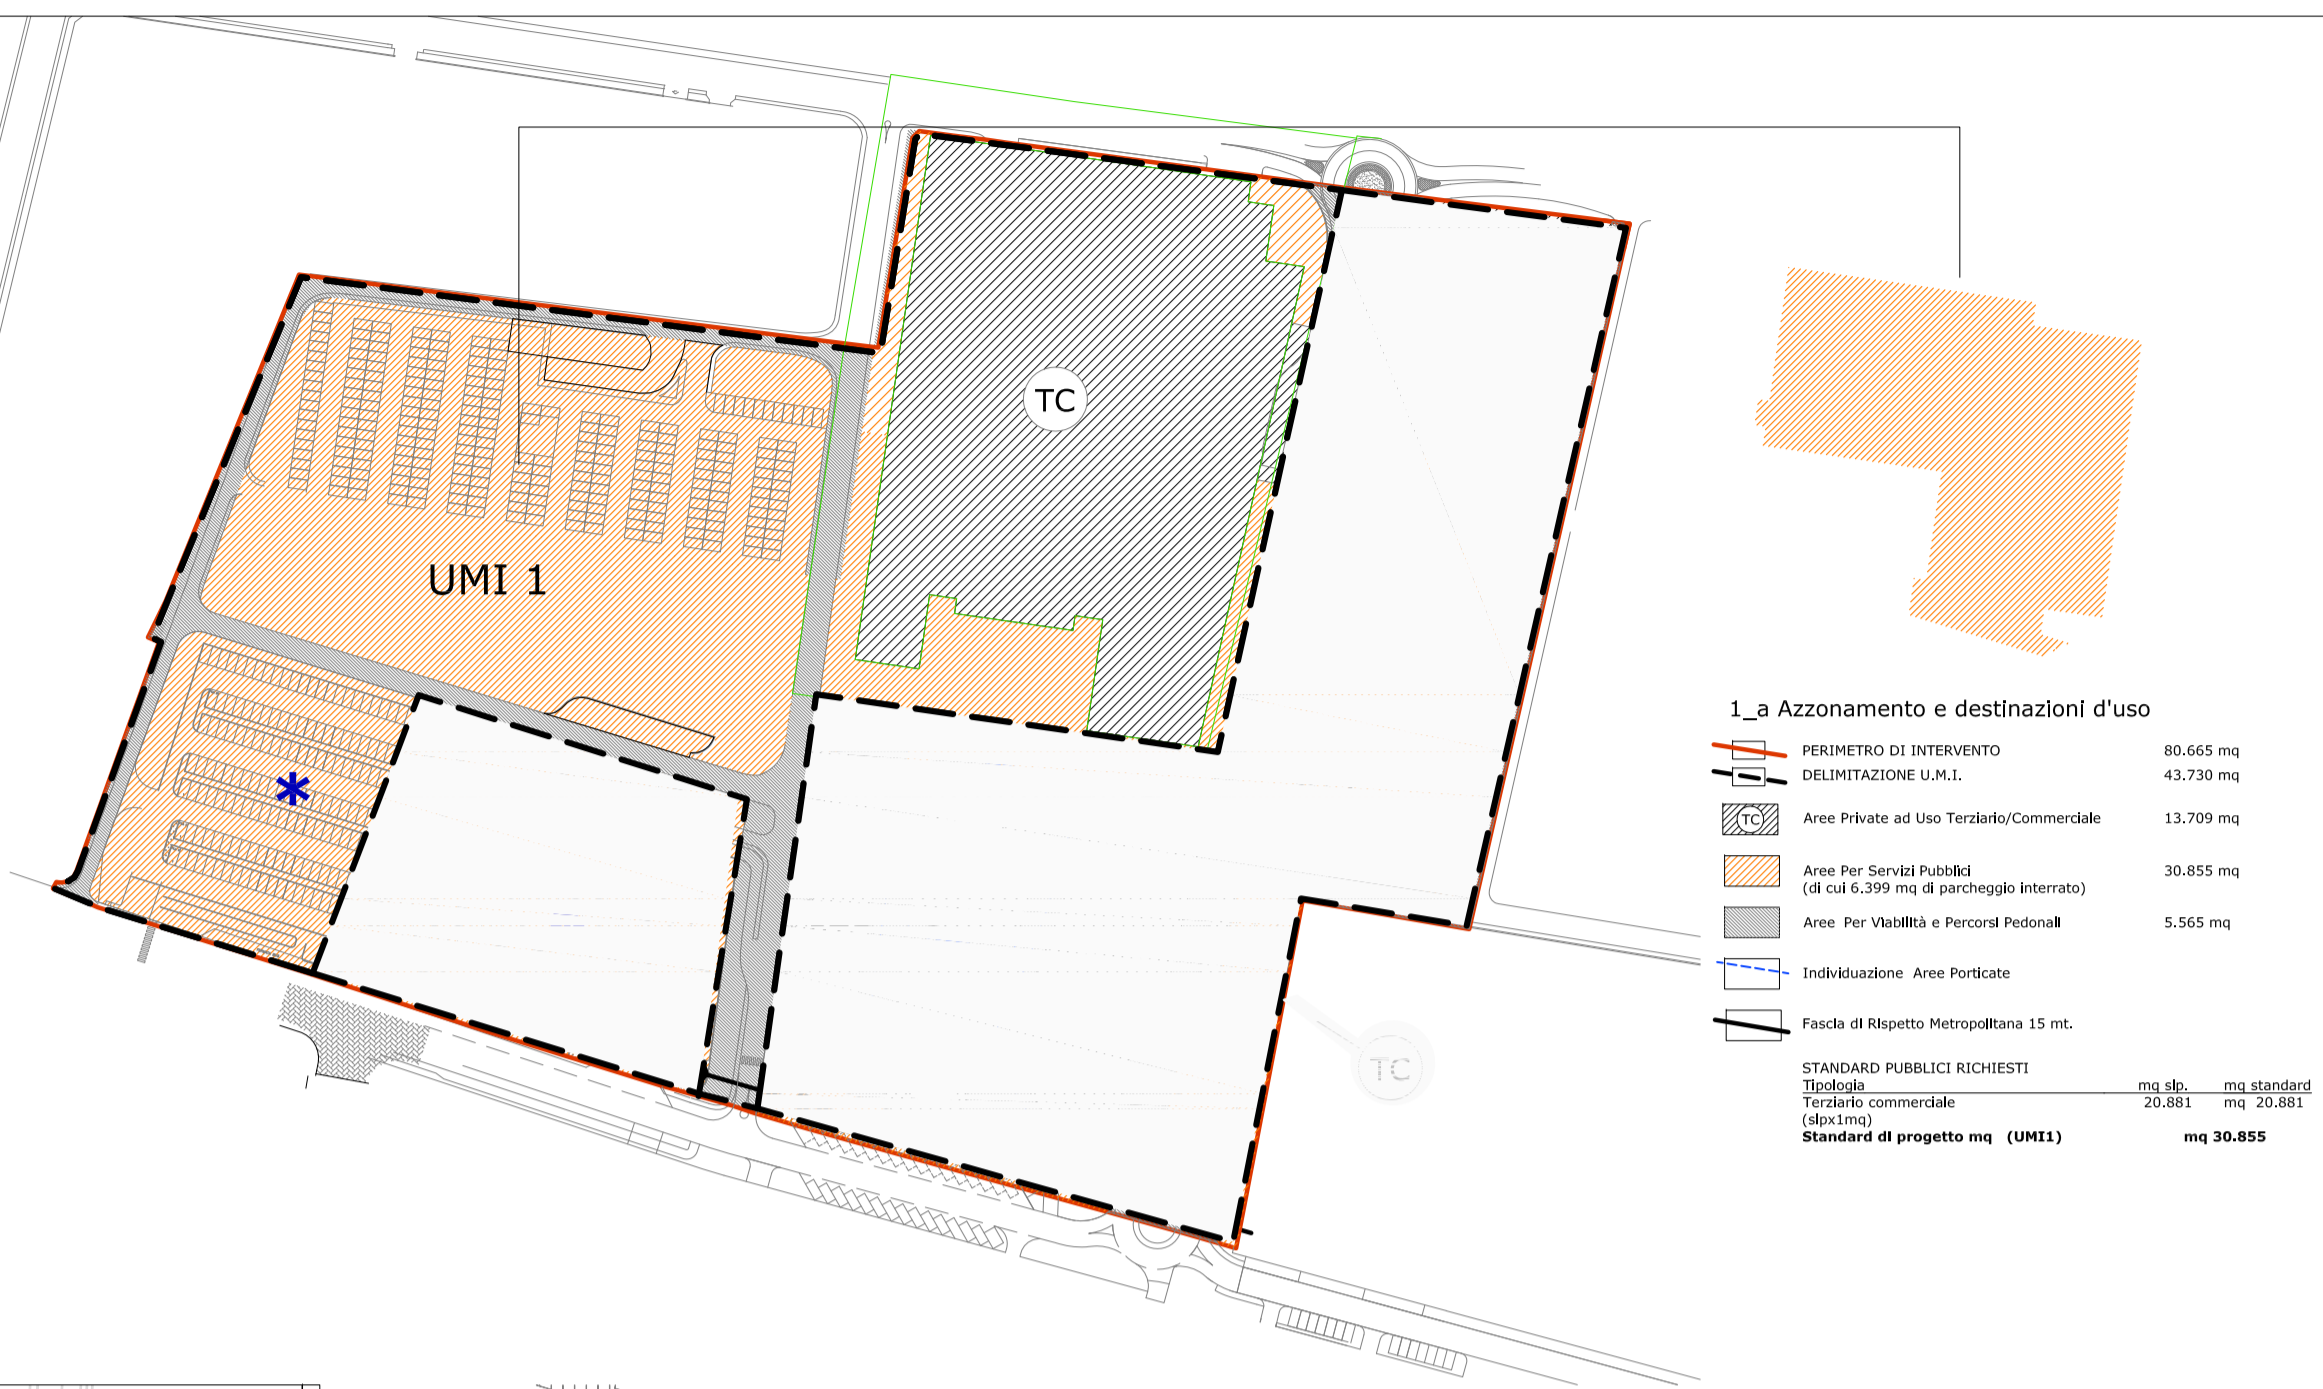 TC
UMI 1
*
1_a Azzonamento e destinazioni d'uso
PERIMETRO DI INTERVENTO 80.665 mq
DELIMITAZIONE U.M.I. 43.730 mq
TC Aree Private ad Uso Terziario/Commerciale 13.709 mq
Aree Per Servizi Pubblici 30.855 mq
(di cui 6.399 mq di parcheggio interrato)
Aree Per Viabilità e Percorsi Pedonali 5.565 mq
Individuazione Aree Porticate
Fascia di Rispetto Metropolitana 15 mt.
TC
STANDARD PUBBLICI RICHIESTI
Tipologia mq slp. mq standard
Terziario commerciale 20.881 mq 20.881
(slpx1mq)
Standard di progetto mq (UMI1) mq 30.855